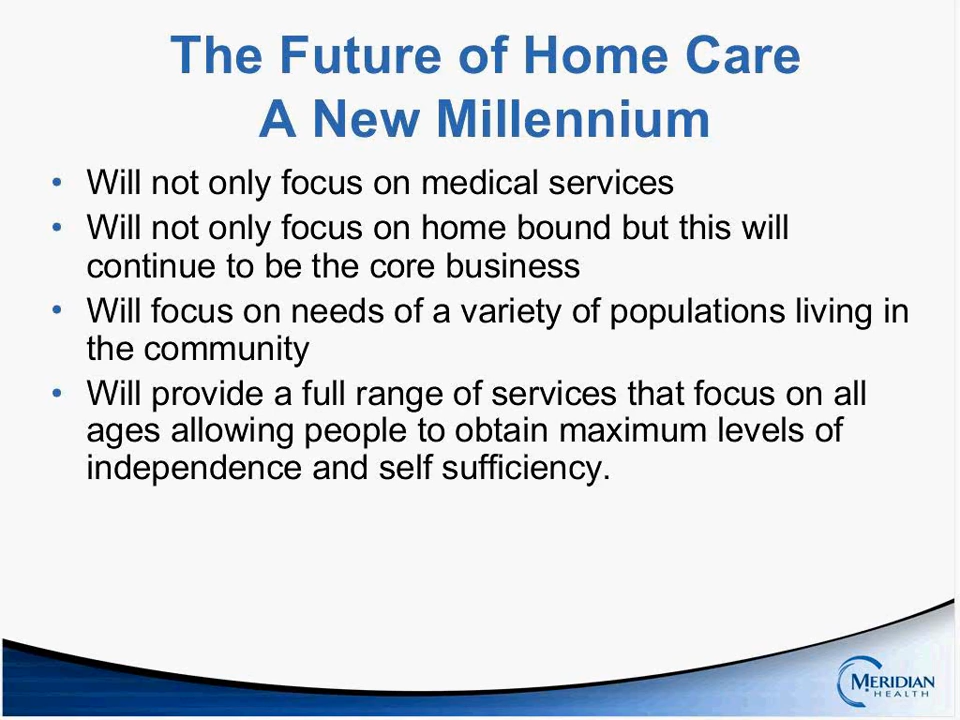 The Future of Home Care
A New Millennium
• Will not only focus on medical services
• Will not only focus on home bound but this will
continue to be the core business
• Will focus on needs of a variety of populations living in
the community
• Will provide a full range of services that focus on all
ages allowing people to obtain maximum levels of
independence and self sufficiency.
MERIDIAN
HEALTH